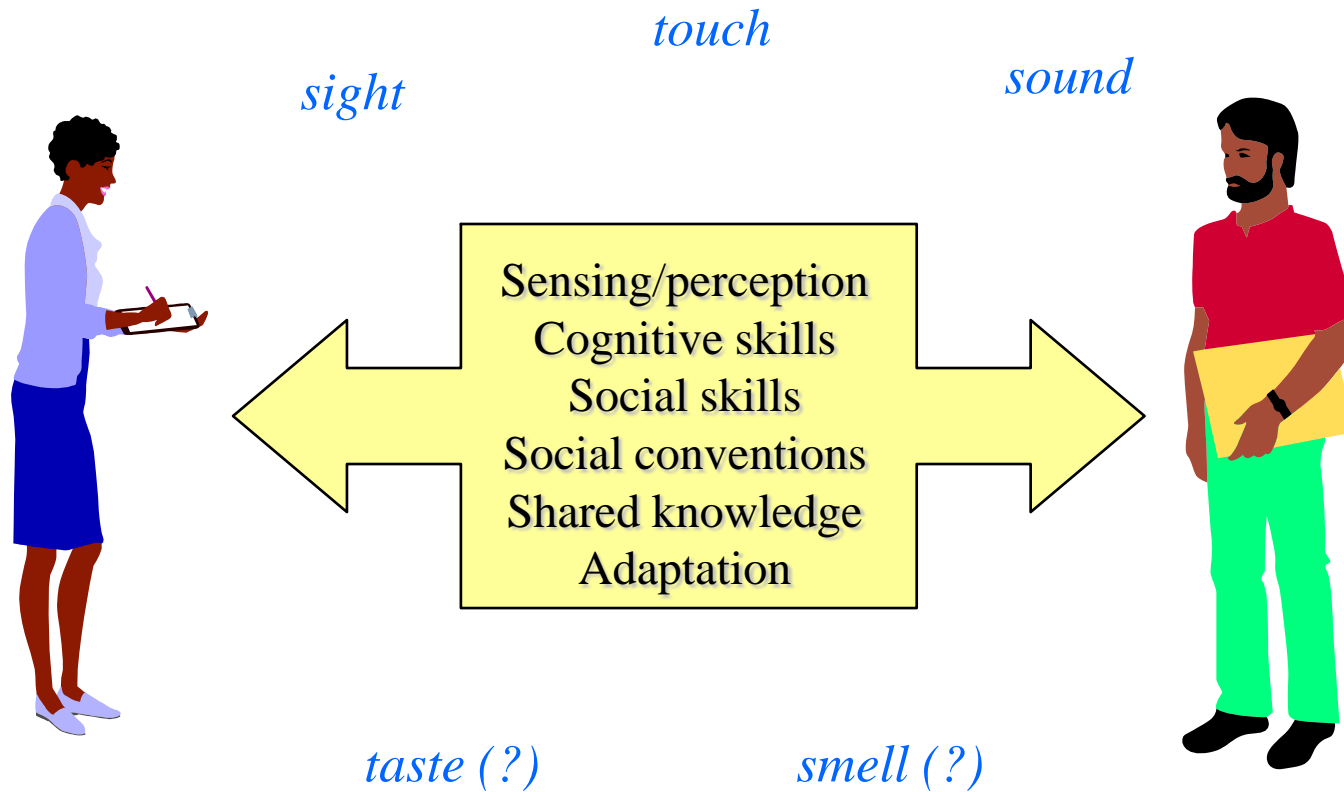 touch
sight
sound
Sensing/perception
Cognitive skills
Social skills
Social conventions
Shared knowledge
Adaptation
taste (?)
smell (?)